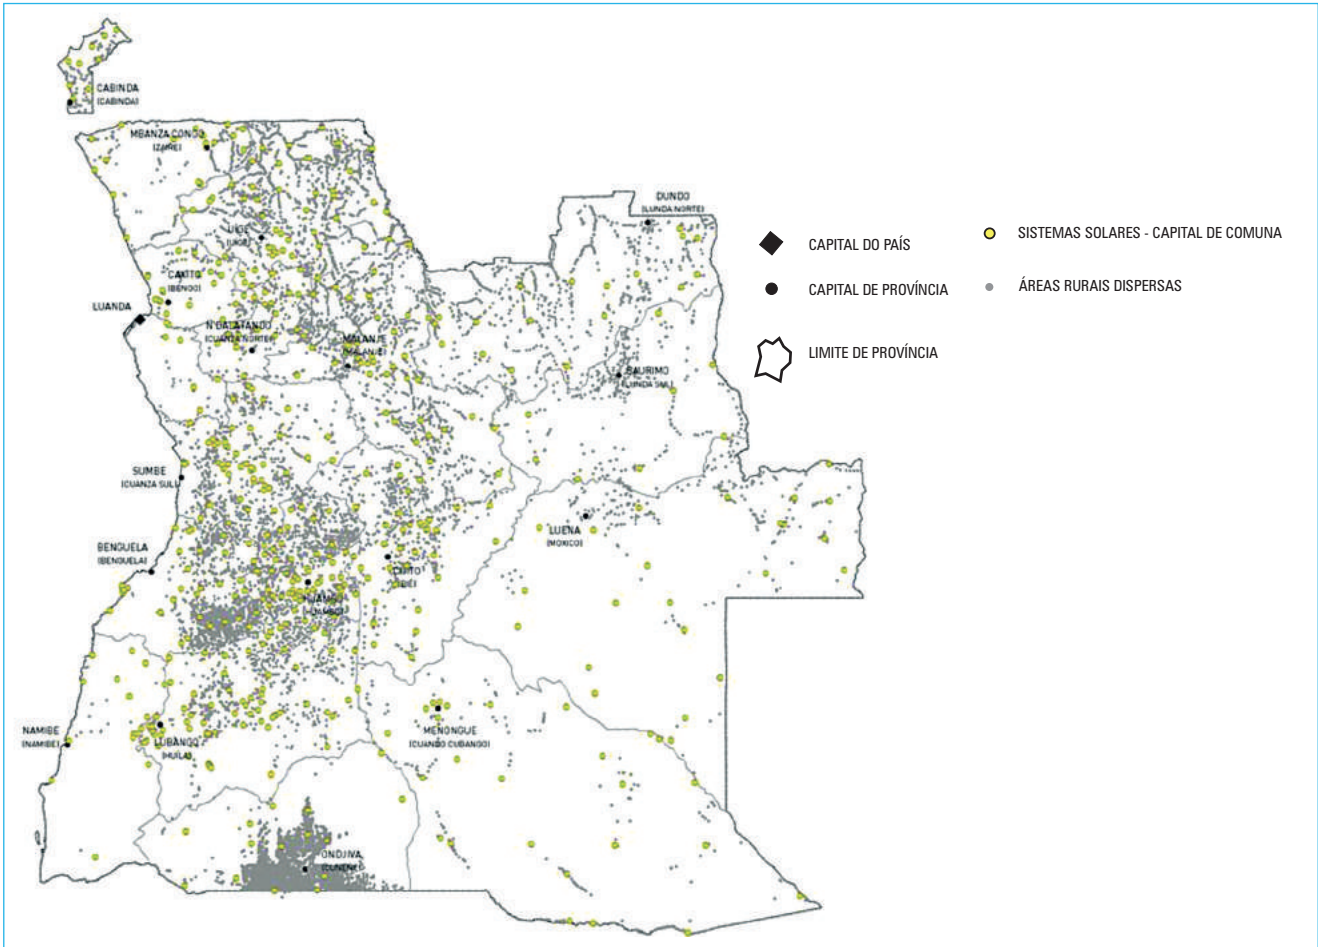 CABINDA
(CABINDA)
MBANZA CONGO
(ZAIRE)
DUNDO
(LUNDA NORTE)
UIGE
(UIGE)
CAXITO
(BENGO)
LUANDA
N'DALATANDO
(CUANZA NORTE)
MALANJE
(MALANJE)
SAURIMO
(LUNDA SUL)
SUMBE
(CUANZA SUL)
LUENA
(MOXICO)
BENGUELA
(BENGUELA)
CUITO
(BIÉ)
HUAMBO
(HUAMBO)
NAMIBE
(NAMIBE)
LUBANGO
(HUÍLA)
MENONGUE
(CUANDO CUBANGO)
ONDJIVA
(CUNENE)
CAPITAL DO PAÍS
CAPITAL DE PROVÍNCIA
LIMITE DE PROVÍNCIA
SISTEMAS SOLARES - CAPITAL DE COMUNA
ÁREAS RURAIS DISPERSAS